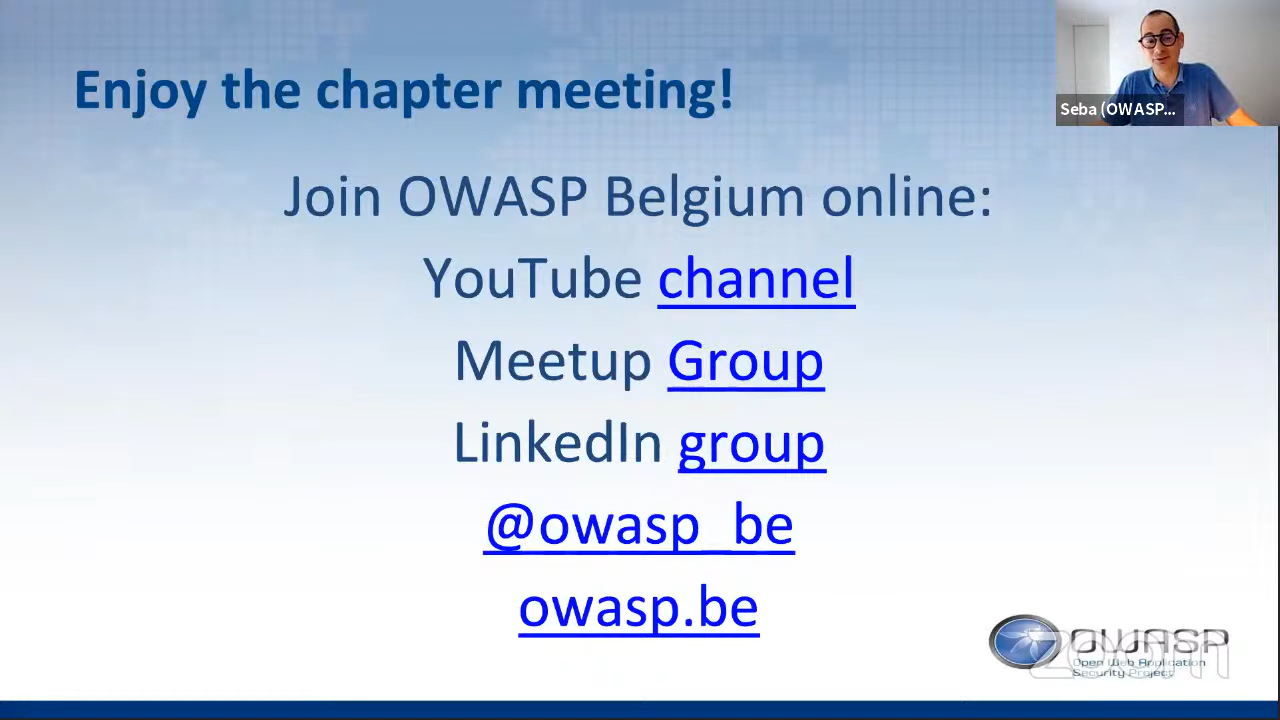 Enjoy the chapter meeting!
Seba (OWASP...
Join OWASP Belgium online:
YouTube channel
Meetup Group
LinkedIn group
@owasp_be
owasp.be
OWASP
zoom
Open Web Application
Security Project